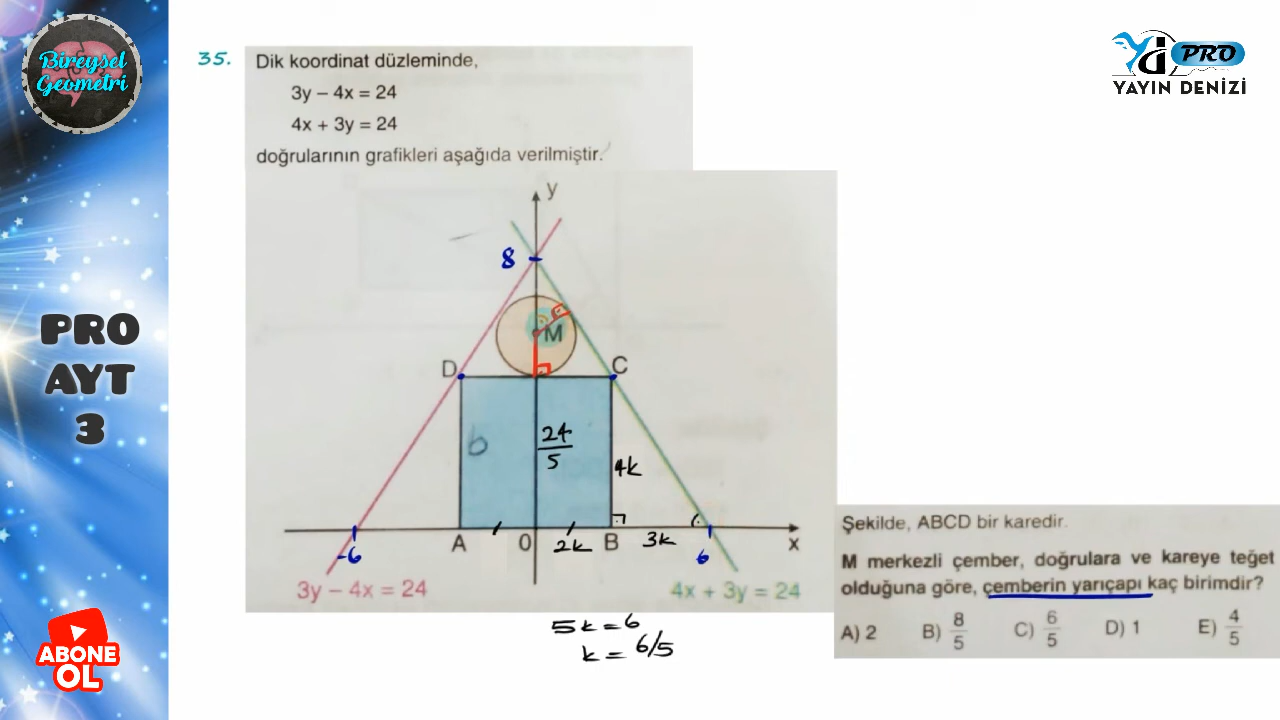 Bireysel
Geometri
PRO
AYT
3
ABONE
OL
PRO
YAYIN DENİZİ
35.
Dik koordinat düzleminde,
3y – 4x = 24
4x + 3y = 24
doğrularının grafikleri aşağıda verilmiştir.
y
8
M
D
C
6
24/5
4k
A
0
2k
B
3k
x
-6
6
3y – 4x = 24
4x + 3y = 24
5k = 6
k = 6/5
Şekilde, ABCD bir karedir.
M merkezli çember, doğrulara ve kareye teğet
olduğuna göre, çemberin yarıçapı kaç birimdir?
A) 2 B) 8/5 C) 6/5 D) 1 E) 4/5